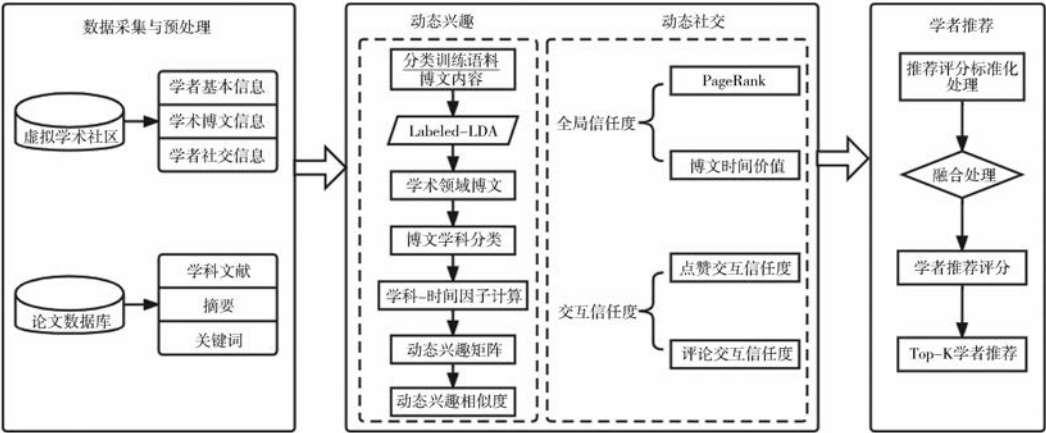 数据采集与预处理
虚拟学术社区
学者基本信息
学术博文信息
学者社交信息
论文数据库
学科文献
摘要
关键词
动态兴趣
分类训练语料
博文内容
Labeled-LDA
学术领域博文
博文学科分类
学科-时间因子计算
动态兴趣矩阵
动态兴趣相似度
动态社交
全局信任度
PageRank
博文时间价值
交互信任度
点赞交互信任度
评论交互信任度
学者推荐
推荐评分标准化
处理
融合处理
学者推荐评分
Top-K学者推荐